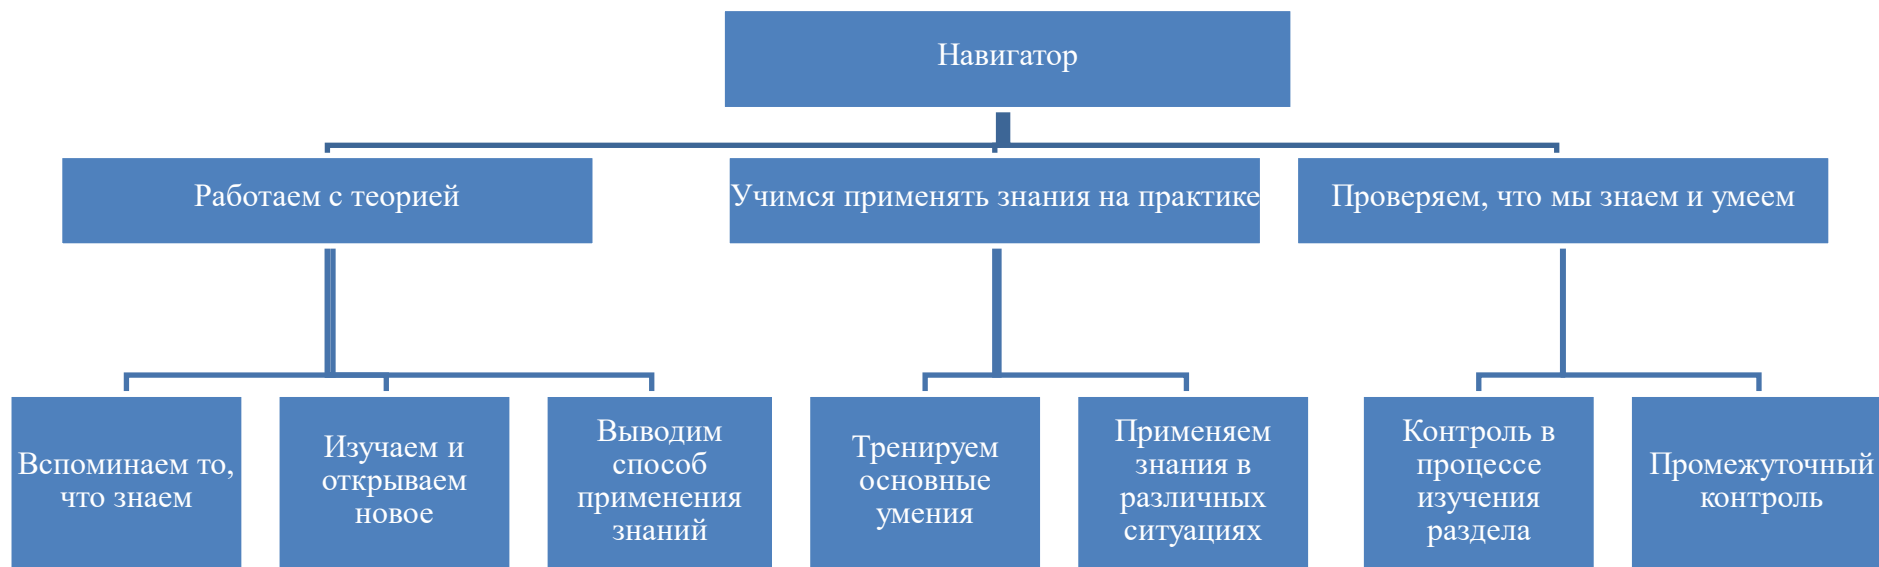 Навигатор
Работаем с теорией
Учимся применять знания на практике
Проверяем, что мы знаем и умеем
Вспоминаем то,
что знаем
Изучаем и
открываем
новое
Выводим
способ
применения
знаний
Тренируем
основные
умения
Применяем
знания в
различных
ситуациях
Контроль в
процессе
изучения
раздела
Промежуточный
контроль